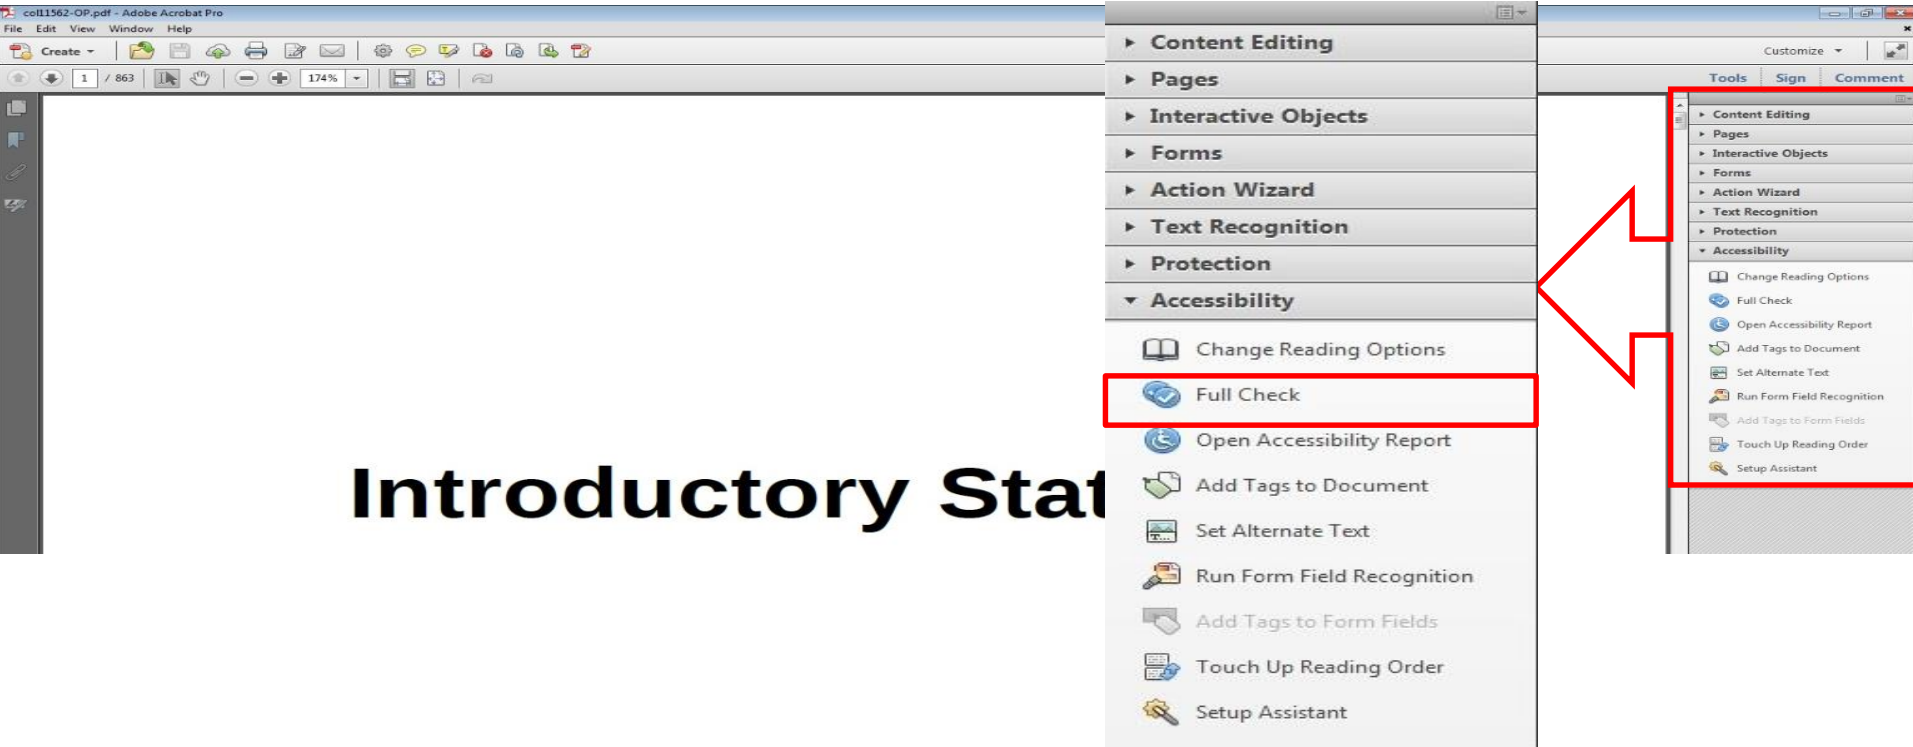 coll11562-OP.pdf - Adobe Acrobat Pro
File Edit View Window Help
Create
Customize
1 / 863
174%
Tools Sign Comment
Introductory Stat
Content Editing
Pages
Interactive Objects
Forms
Action Wizard
Text Recognition
Protection
Accessibility
Change Reading Options
Full Check
Open Accessibility Report
Add Tags to Document
Set Alternate Text
Run Form Field Recognition
Add Tags to Form Fields
Touch Up Reading Order
Setup Assistant
Content Editing
Pages
Interactive Objects
Forms
Action Wizard
Text Recognition
Protection
Accessibility
Change Reading Options
Full Check
Open Accessibility Report
Add Tags to Document
Set Alternate Text
Run Form Field Recognition
Add Tags to Form Fields
Touch Up Reading Order
Setup Assistant